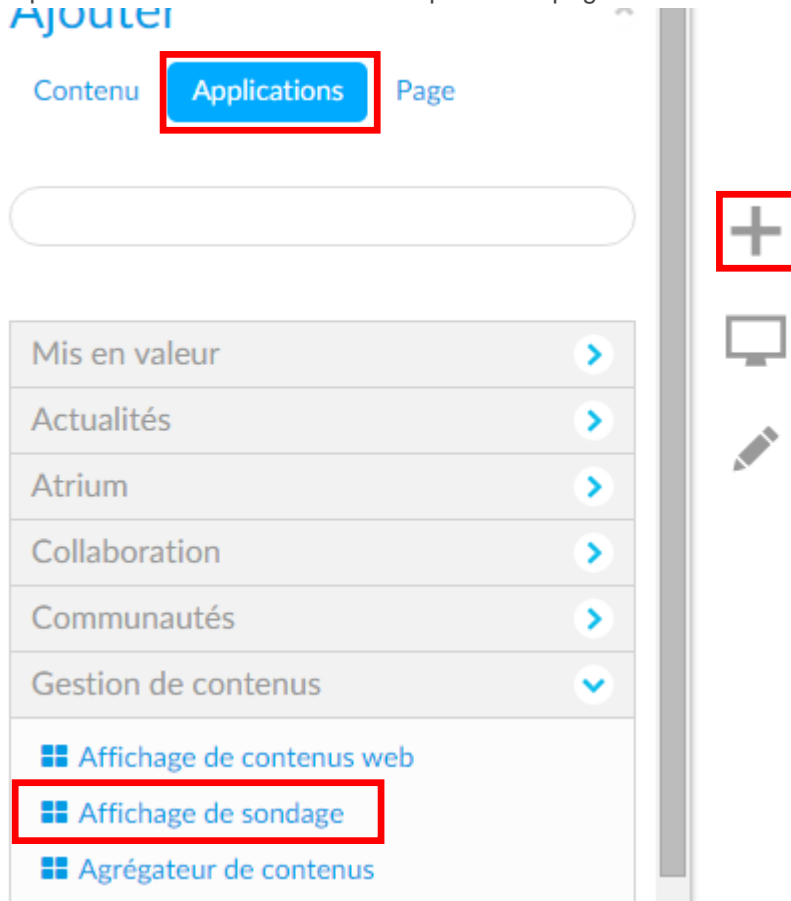 Ajouter
Contenu Applications Page
Mis en valeur
Actualités
Atrium
Collaboration
Communautés
Gestion de contenus
Affichage de contenus web
Affichage de sondage
Agrégateur de contenus